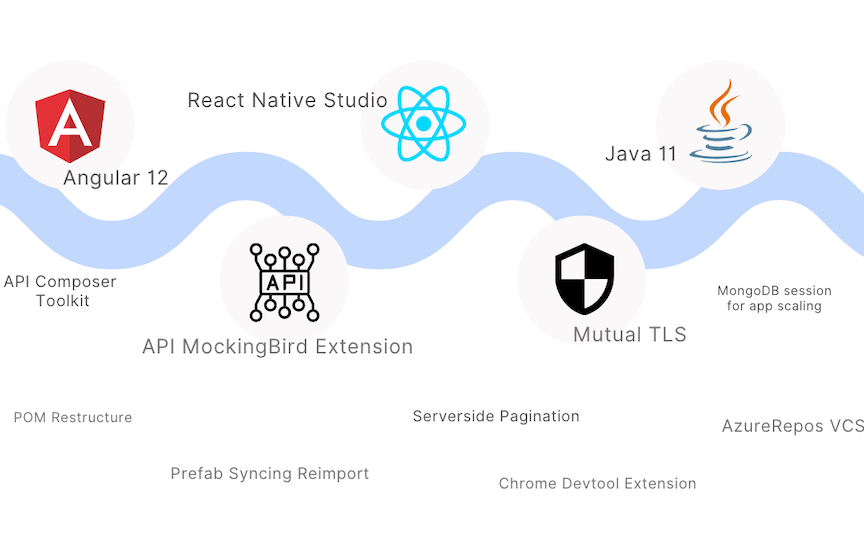 React Native Studio
Angular 12
Java 11
API Composer
Toolkit
API
API MockingBird Extension
Mutual TLS
MongoDB session
for app scaling
POM Restructure
Serverside Pagination
AzureRepos VCS
Prefab Syncing Reimport
Chrome Devtool Extension